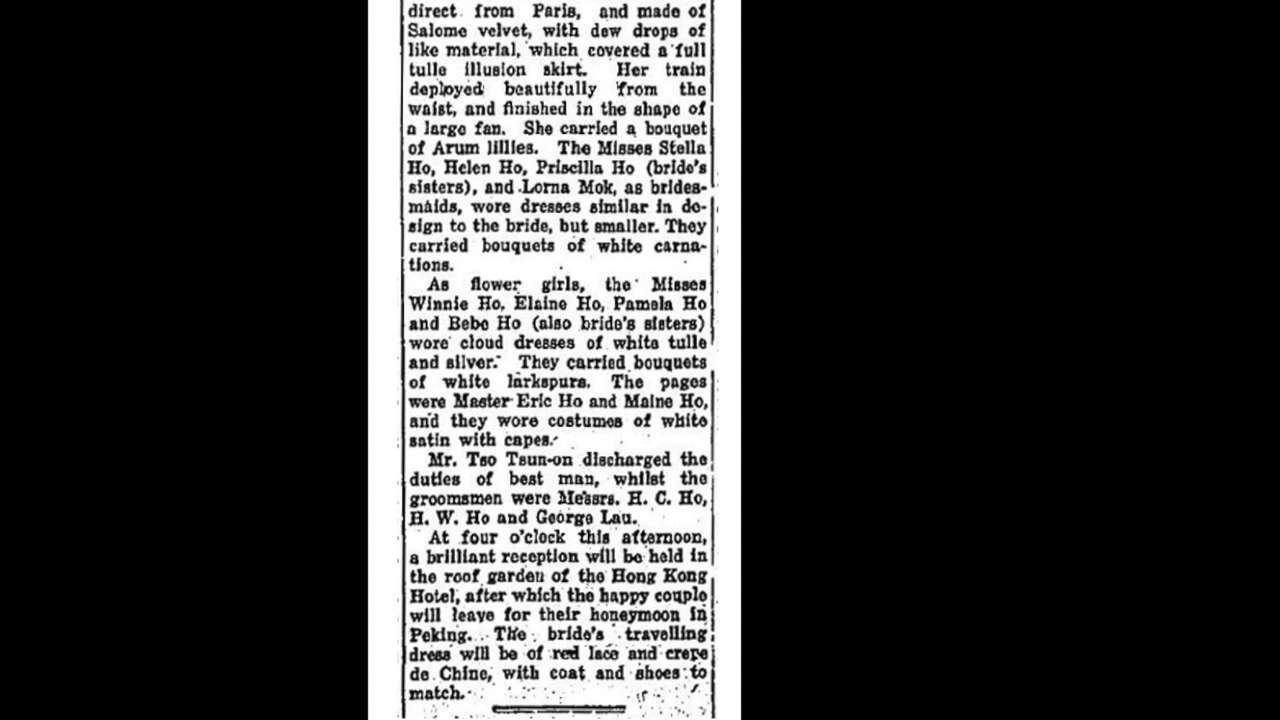 direct from Paris, and made of
Salome velvet, with dew drops of
like material, which covered a full
tulle illusion skirt. Her train
deployed beautifully from the
waist, and finished in the shape of
a large fan. She carried a bouquet
of Arum lillies. The Misses Stella
Ho, Helen Ho, Priscilla Ho (bride's
sisters), and Lorna Mok, as brides-
maids, wore dresses similar in de-
sign to the bride, but smaller. They
carried bouquets of white carna-
tions.
As flower girls, the Misses
Winnie Ho, Elaine Ho, Pamela Ho
and Bebe Ho (also bride's sisters)
wore cloud dresses of white tulle
and silver. They carried bouquets
of white larkspurs. The pages
were Master Eric Ho and Maine Ho,
and they wore costumes of white
satin with capes.
Mr. Tso Tsun-on discharged the
duties of best man, whilst the
groomsmen were Messrs. H. C. Ho,
H. W. Ho and George Lau.
At four o'clock this afternoon,
a brilliant reception will be held in
the roof garden of the Hong Kong
Hotel, after which the happy couple
will leave for their honeymoon in
Peking. The bride's travelling
dress will be of red lace and crepe
de Chine, with coat and shoes to
match.